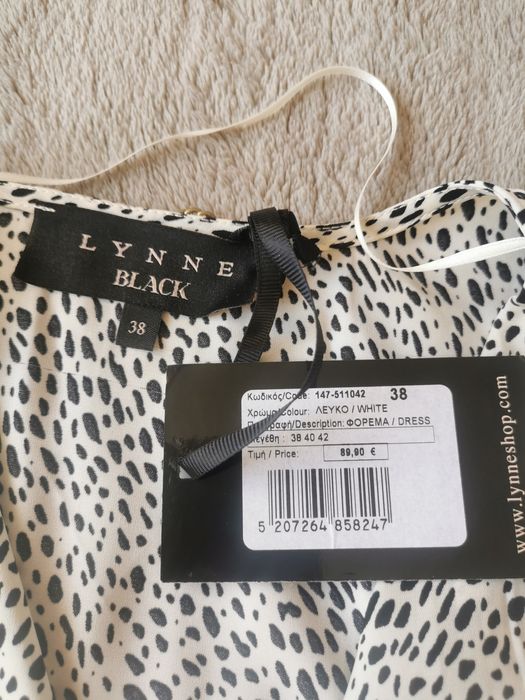 LYNNE
BLACK
38
Κωδικός/Code: 147-511042 38
Χρώμα/Colour: ΛΕΥΚΟ / WHITE
Περιγραφή/Description: ΦΟΡΕΜΑ / DRESS
Μεγέθη : 38 40 42
Τιμή / Price: 89,90 €
5 207264 858247
www.lynneshop.com